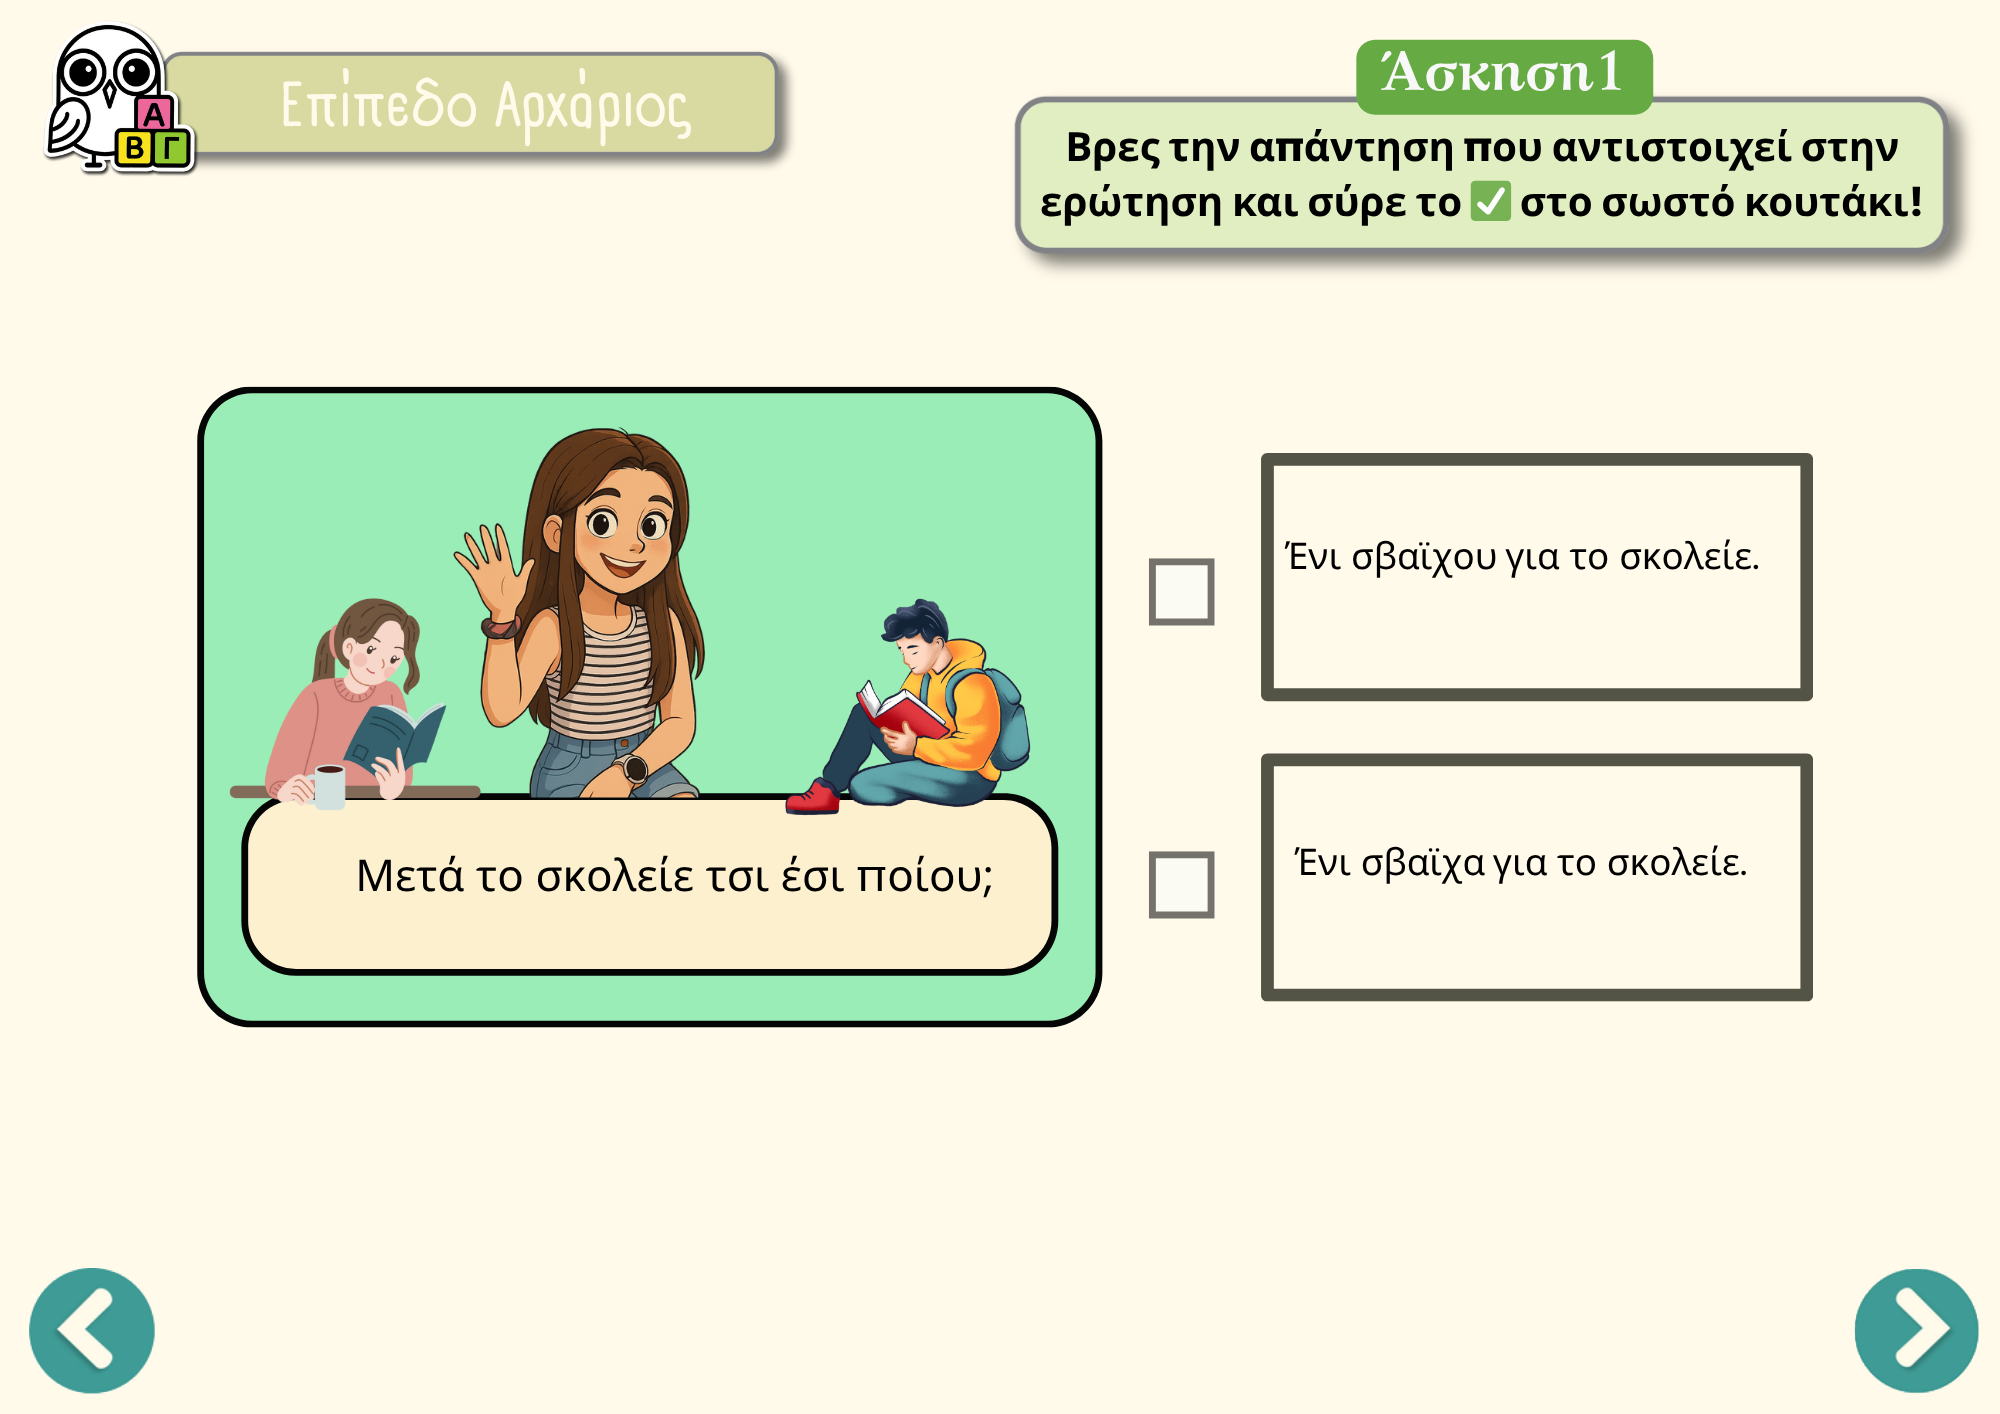 Α
Β Γ
Επίπεδο Αρχάριος
Άσκηση 1
Βρες την απάντηση που αντιστοιχεί στην
ερώτηση και σύρε το ✅ στο σωστό κουτάκι!
Μετά το σκολείε τσι έσι ποίου;
Ένι σβαϊχου για το σκολείε.
Ένι σβαϊχα για το σκολείε.